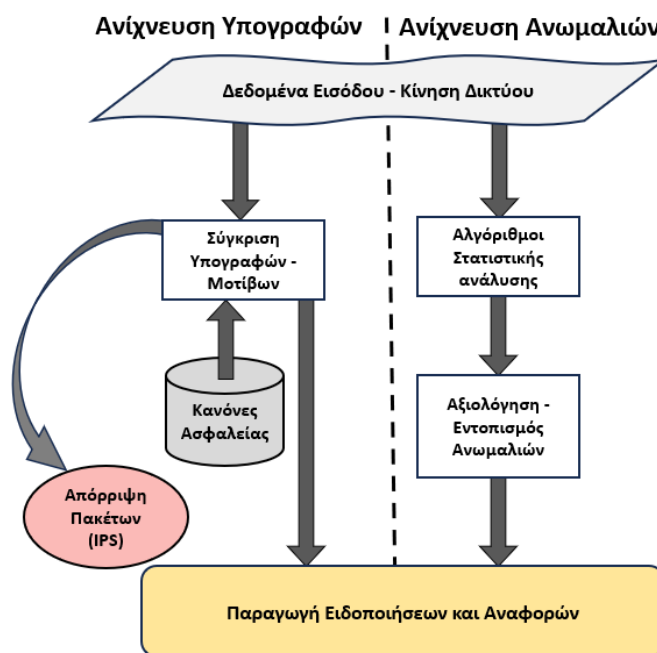 Ανίχνευση Υπογραφών
Ανίχνευση Ανωμαλιών
Δεδομένα Εισόδου - Κίνηση Δικτύου
Σύγκριση
Υπογραφών -
Μοτίβων
Αλγόριθμοι
Στατιστικής
ανάλυσης
Κανόνες
Ασφαλείας
Αξιολόγηση -
Εντοπισμός
Ανωμαλιών
Απόρριψη
Πακέτων
(IPS)
Παραγωγή Ειδοποιήσεων και Αναφορών